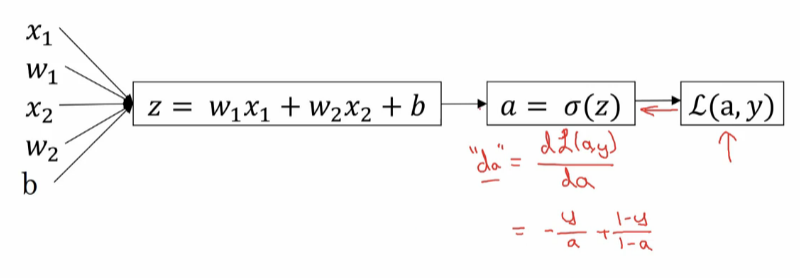 x₁
w₁
x₂
w₂
b
z = w₁x₁ + w₂x₂ + b
a = σ(z)
ℒ(a, y)
"da" = dℒ(a,y)/da
= -y/a + 1-y/1-a